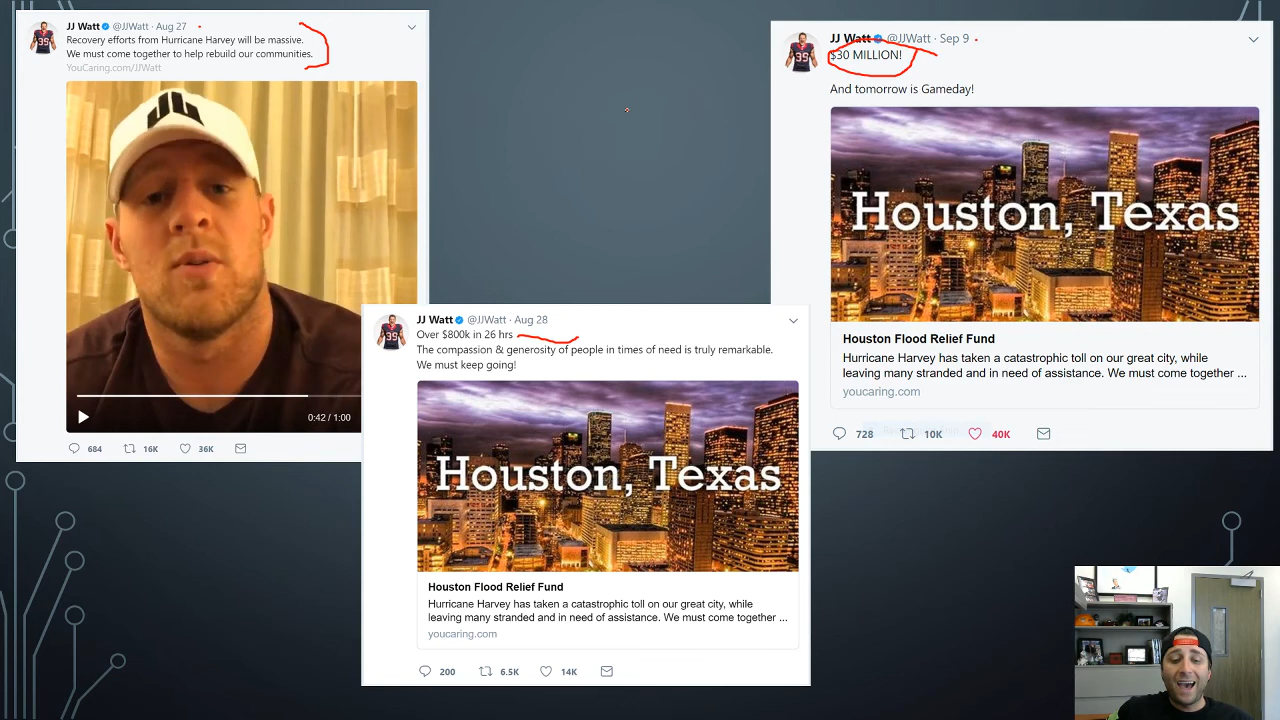 JJ Watt @JJWatt · Aug 27
Recovery efforts from Hurricane Harvey will be massive.
We must come together to help rebuild our communities.
YouCaring.com/JJWatt
0:42 / 1:00
684 16K 36K
JJ Watt @JJWatt · Aug 28
Over $800k in 26 hrs
The compassion & generosity of people in times of need is truly remarkable.
We must keep going!
Houston, Texas
Houston Flood Relief Fund
Hurricane Harvey has taken a catastrophic toll on our great city, while
leaving many stranded and in need of assistance. We must come together ...
youcaring.com
200 6.5K 14K
JJ Watt @JJWatt · Sep 9
$30 MILLION!
And tomorrow is Gameday!
Houston, Texas
Houston Flood Relief Fund
Hurricane Harvey has taken a catastrophic toll on our great city, while
leaving many stranded and in need of assistance. We must come together ...
youcaring.com
728 10K 40K